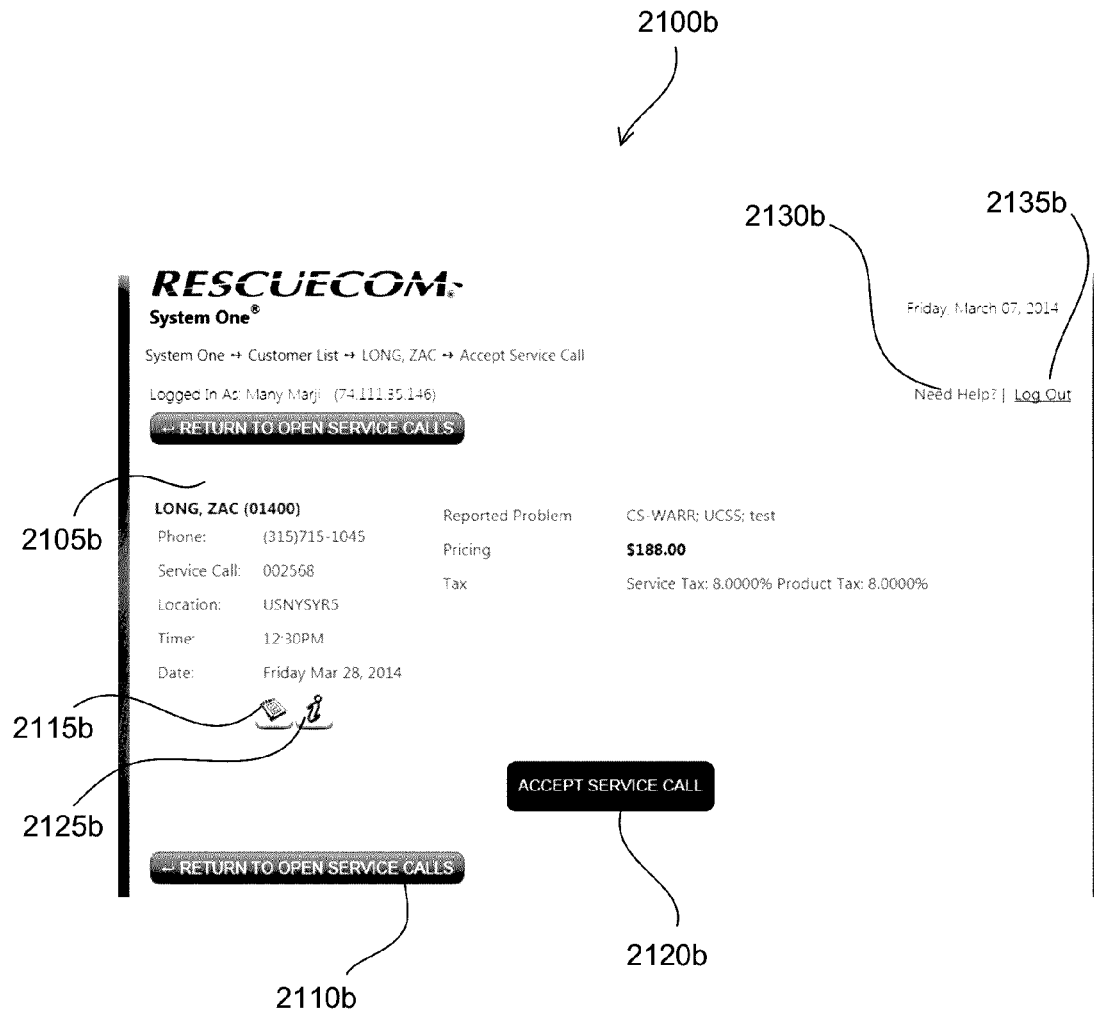 2100b
2130b
2135b
RESCUECOM®
System One®
Friday, March 07, 2014
System One ↔ Customer List ↔ LONG, ZAC ↔ Accept Service Call
Logged In As: Many Marji (74.111.95.146)
Need Help? | Log Out
← RETURN TO OPEN SERVICE CALLS
2105b
LONG, ZAC (01400)
Phone: (315)715-1045
Service Call: 002568
Location: USNYSYR5
Time: 12:30PM
Date: Friday Mar 28, 2014
Reported Problem CS-WARR; UCSS; test
Pricing $188.00
Tax Service Tax: 8.0000% Product Tax: 8.0000%
2115b
i
2125b
ACCEPT SERVICE CALL
← RETURN TO OPEN SERVICE CALLS
2120b
2110b